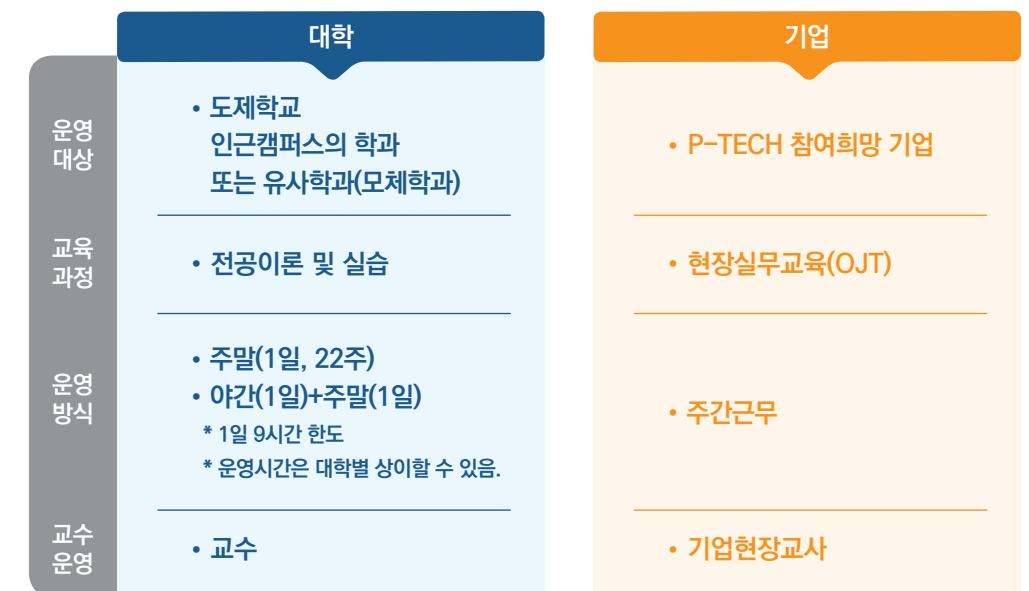 대학
기업
운영
대상
• 도제학교
인근캠퍼스의 학과
또는 유사학과(모체학과)
• P-TECH 참여희망 기업
교육
과정
• 전공이론 및 실습
• 현장실무교육(OJT)
운영
방식
• 주말(1일, 22주)
• 야간(1일)+주말(1일)
* 1일 9시간 한도
* 운영시간은 대학별 상이할 수 있음.
• 주간근무
교수
운영
• 교수
• 기업현장교사